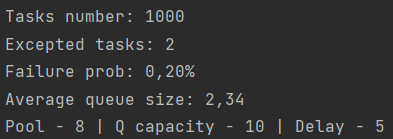 Tasks number: 1000
Excepted tasks: 2
Failure prob: 0,20%
Average queue size: 2,34
Pool - 8 | Q capacity - 10 | Delay - 5